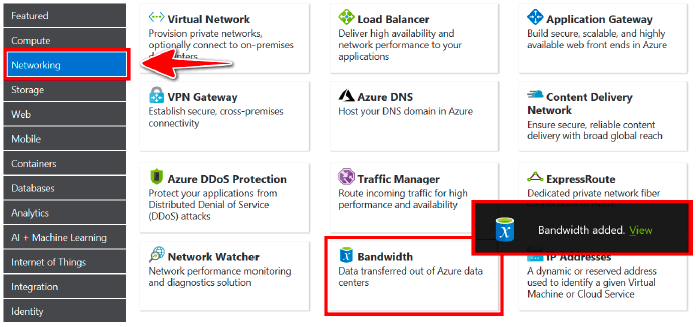 Featured
Compute
Networking
Storage
Web
Mobile
Containers
Databases
Analytics
AI + Machine Learning
Internet of Things
Integration
Identity
Virtual Network
Provision private networks,
optionally connect to on-premises
Load Balancer
Deliver high availability and
network performance to your
applications
Application Gateway
Build secure, scalable, and highly
available web front ends in Azure
VPN Gateway
Establish secure, cross-premises
connectivity
Azure DNS
Host your DNS domain in Azure
Content Delivery
Network
Ensure secure, reliable content
delivery with broad global reach
Azure DDoS Protection
Protect your applications from
Distributed Denial of Service
(DDoS) attacks
Traffic Manager
Route incoming traffic for high
performance and availability
ExpressRoute
Dedicated private network fiber
Bandwidth added. View
Network Watcher
Network performance monitoring
and diagnostics solution
Bandwidth
Data transferred out of Azure data
centers
IP Addresses
A dynamic or reserved address
used to identify a given Virtual
Machine or Cloud Service